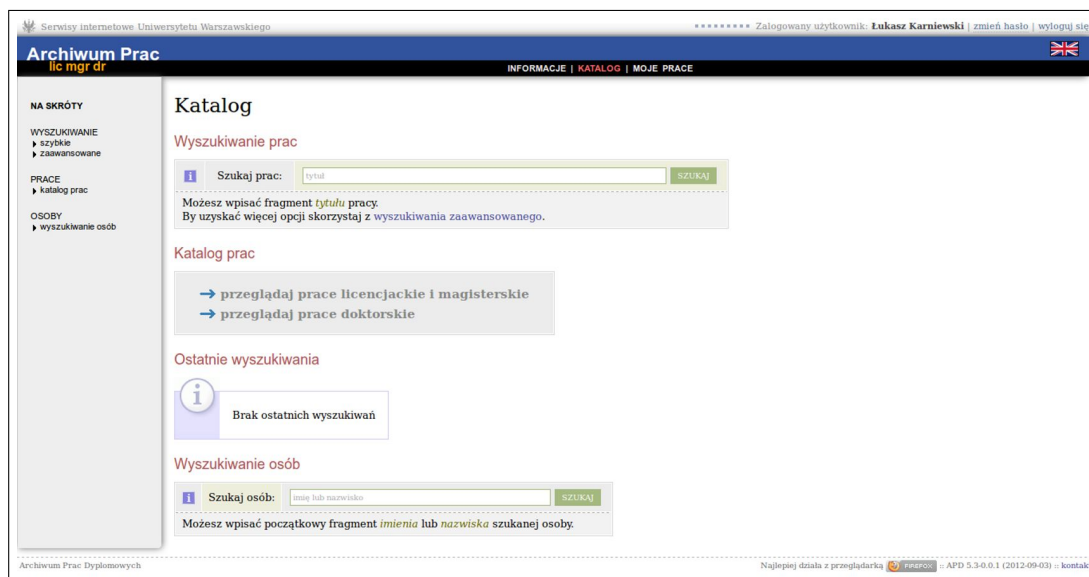 Serwisy internetowe Uniwersytetu Warszawskiego
Zalogowany użytkownik: Łukasz Karniewski | zmień hasło | wyloguj się
Archiwum Prac
lic mgr dr
INFORMACJE | KATALOG | MOJE PRACE
NA SKRÓTY
WYSZUKIWANIE
szybkie
zaawansowane
PRACE
katalog prac
OSOBY
wyszukiwanie osób
Katalog
Wyszukiwanie prac
i Szukaj prac: tytuł SZUKAJ
Możesz wpisać fragment tytułu pracy.
By uzyskać więcej opcji skorzystaj z wyszukiwania zaawansowanego.
Katalog prac
przeglądaj prace licencjackie i magisterskie
przeglądaj prace doktorskie
Ostatnie wyszukiwania
i Brak ostatnich wyszukiwań
Wyszukiwanie osób
i Szukaj osób: imię lub nazwisko SZUKAJ
Możesz wpisać początkowy fragment imienia lub nazwiska szukanej osoby.
Archiwum Prac Dyplomowych
Najlepiej działa z przeglądarką FIREFOX :: APD 5.3-0.0.1 (2012-09-03) :: kontak